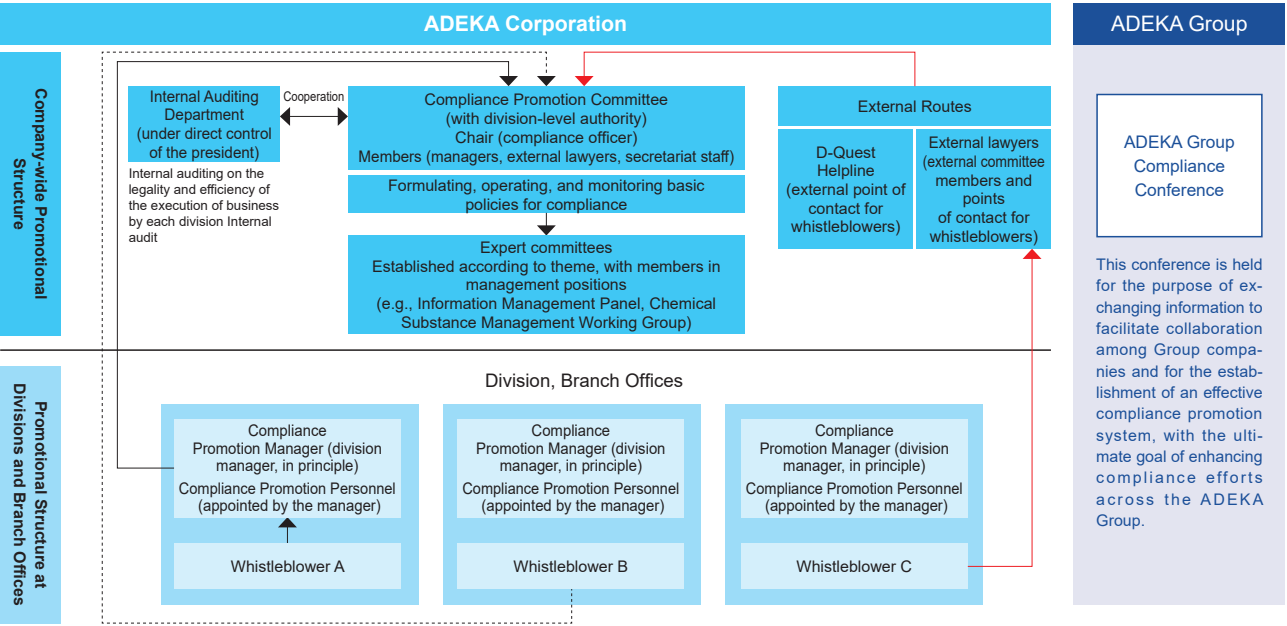 ADEKA Corporation
ADEKA Group
Company-wide Promotional
Structure
Internal Auditing
Department
(under direct control
of the president)
Internal auditing on the
legality and efficiency of
the execution of business
by each division Internal
audit
Cooperation
Compliance Promotion Committee
(with division-level authority)
Chair (compliance officer)
Members (managers, external lawyers, secretariat staff)
Formulating, operating, and monitoring basic
policies for compliance
Expert committees
Established according to theme, with members in
management positions
(e.g., Information Management Panel, Chemical
Substance Management Working Group)
External Routes
D-Quest
Helpline
(external point of
contact for
whistleblowers)
External lawyers
(external committee
members and
points
of contact for
whistleblowers)
ADEKA Group
Compliance
Conference
This conference is held
for the purpose of ex-
changing information to
facilitate collaboration
among Group compa-
nies and for the estab-
lishment of an effective
compliance promotion
system, with the ulti-
mate goal of enhancing
compliance efforts
across the ADEKA
Group.
Promotional Structure at
Divisions and Branch Offices
Division, Branch Offices
Compliance
Promotion Manager (division
manager, in principle)
Compliance Promotion Personnel
(appointed by the manager)
Whistleblower A
Compliance
Promotion Manager (division
manager, in principle)
Compliance Promotion Personnel
(appointed by the manager)
Whistleblower B
Compliance
Promotion Manager (division
manager, in principle)
Compliance Promotion Personnel
(appointed by the manager)
Whistleblower C